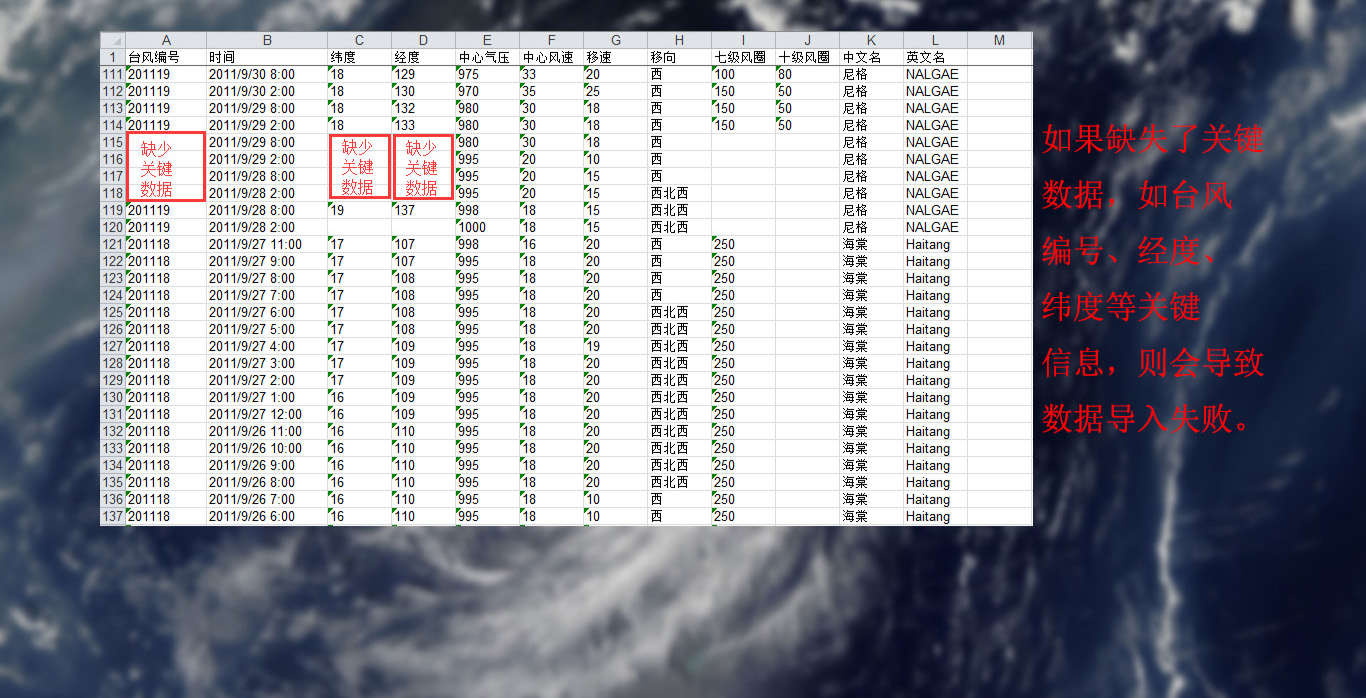 A B C D E F G H I J K L M
1 台风编号 时间 纬度 经度 中心气压 中心风速 移速 移向 七级风圈 十级风圈 中文名 英文名
111 201119 2011/9/30 8:00 18 129 975 33 20 西 100 80 尼格 NALGAE
112 201119 2011/9/30 2:00 18 130 970 35 25 西 150 50 尼格 NALGAE
113 201119 2011/9/29 8:00 18 132 980 30 18 西 150 50 尼格 NALGAE
114 201119 2011/9/29 2:00 18 133 980 30 18 西 150 50 尼格 NALGAE
115 2011/9/29 8:00 980 30 18 西 尼格 NALGAE
116 2011/9/29 2:00 995 20 10 西 尼格 NALGAE
117 2011/9/28 8:00 995 20 15 西 尼格 NALGAE
118 2011/9/28 2:00 995 20 15 西北西 尼格 NALGAE
缺少 缺少 缺少
关键 关键 关键
数据 数据 数据
119 201119 2011/9/28 8:00 19 137 998 18 15 西北西 尼格 NALGAE
120 201119 2011/9/28 2:00 1000 18 15 西北西 尼格 NALGAE
121 201118 2011/9/27 11:00 17 107 998 16 20 西 250 海棠 Haitang
122 201118 2011/9/27 9:00 17 107 995 18 20 西 250 海棠 Haitang
123 201118 2011/9/27 8:00 17 108 995 18 20 西 250 海棠 Haitang
124 201118 2011/9/27 7:00 17 108 995 18 20 西 250 海棠 Haitang
125 201118 2011/9/27 6:00 17 108 995 18 20 西北西 250 海棠 Haitang
126 201118 2011/9/27 5:00 17 108 995 18 20 西北西 250 海棠 Haitang
127 201118 2011/9/27 4:00 17 109 995 18 19 西北西 250 海棠 Haitang
128 201118 2011/9/27 3:00 17 109 995 18 20 西北西 250 海棠 Haitang
129 201118 2011/9/27 2:00 17 109 995 18 20 西北西 250 海棠 Haitang
130 201118 2011/9/27 1:00 16 109 995 18 20 西北西 250 海棠 Haitang
131 201118 2011/9/27 12:00 16 109 995 18 20 西北西 250 海棠 Haitang
132 201118 2011/9/26 11:00 16 110 995 18 20 西北西 250 海棠 Haitang
133 201118 2011/9/26 10:00 16 110 995 18 20 西北西 250 海棠 Haitang
134 201118 2011/9/26 9:00 16 110 995 18 20 西北西 250 海棠 Haitang
135 201118 2011/9/26 8:00 16 110 995 18 20 西北西 250 海棠 Haitang
136 201118 2011/9/26 7:00 16 110 995 18 10 西 250 海棠 Haitang
137 201118 2011/9/26 6:00 16 110 995 18 10 西 250 海棠 Haitang
如果缺失了关键
数据，如台风
编号、经度、
纬度等关键
信息，则会导致
数据导入失败。